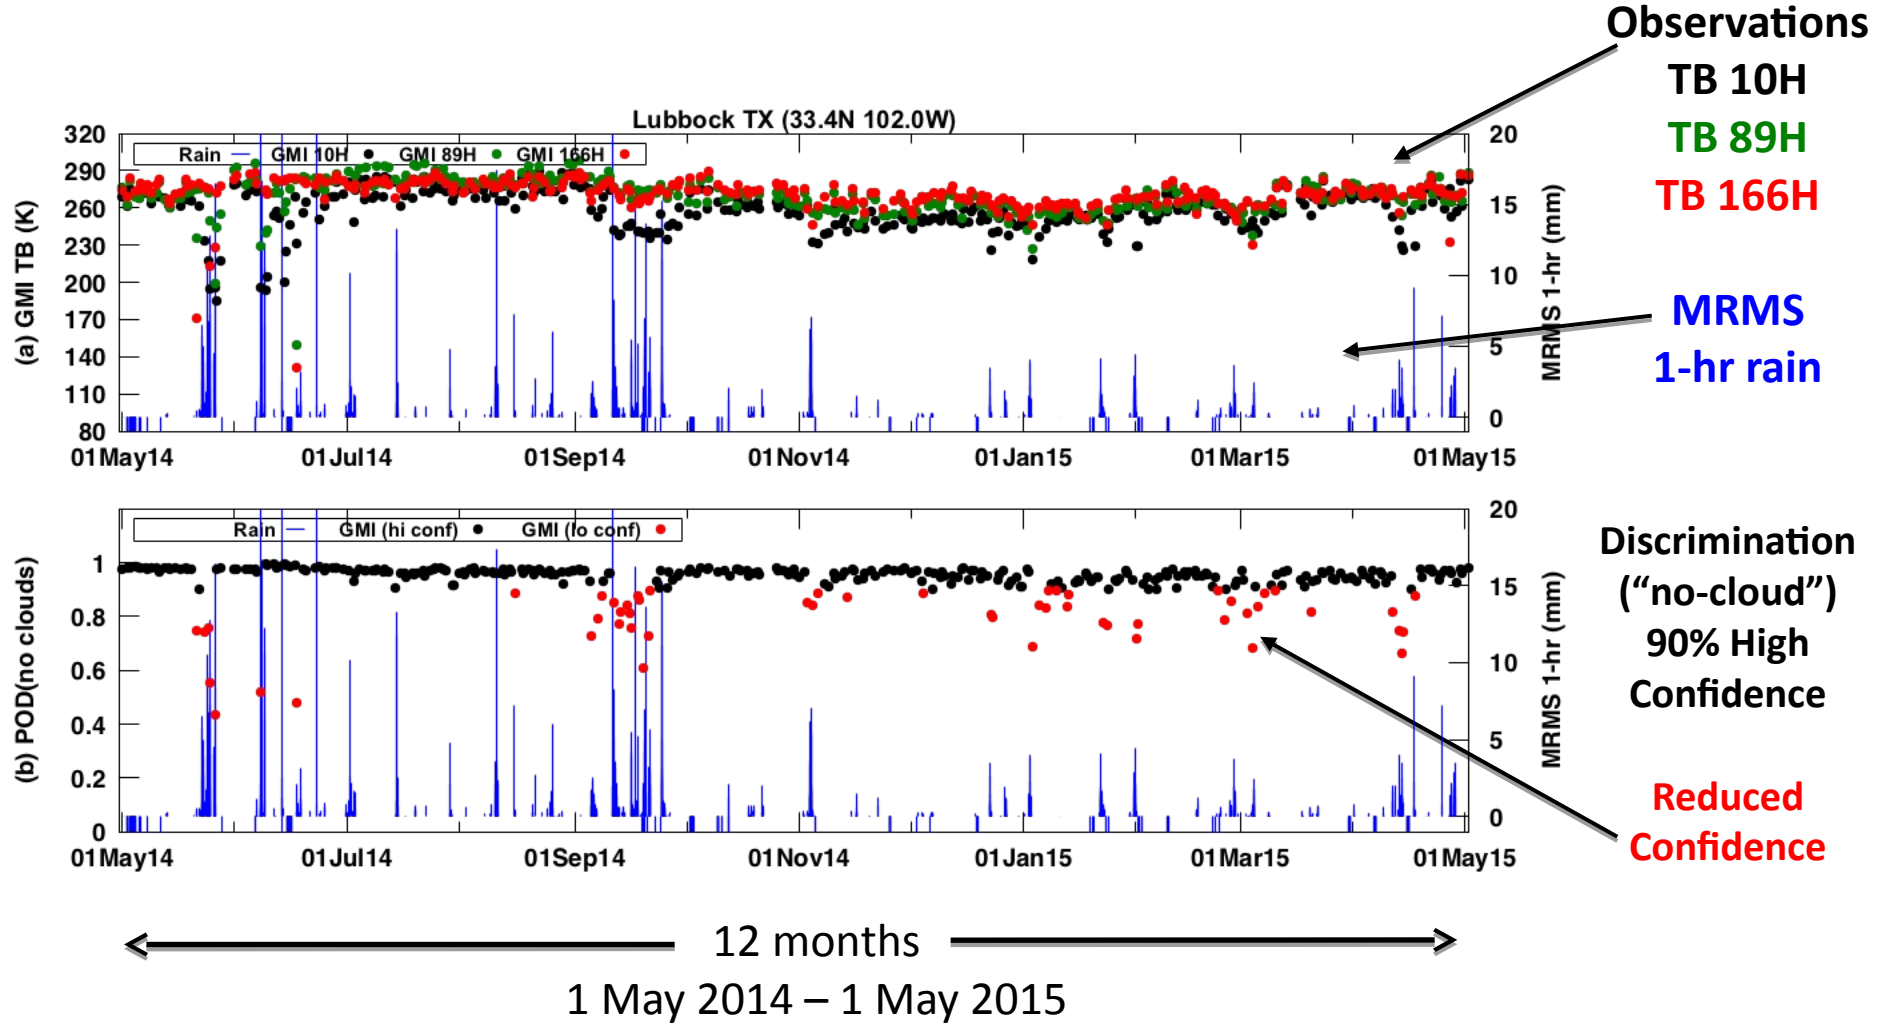 Observations
TB 10H
TB 89H
TB 166H
MRMS
1-hr rain
Lubbock TX (33.4N 102.0W)
Rain GMI 10H GMI 89H GMI 166H
(a) GMI TB (K)
320
290
260
230
200
170
140
110
80
20
15
10
5
0
MRMS 1-hr (mm)
01May14 01Jul14 01Sep14 01Nov14 01Jan15 01Mar15 01May15
Rain GMI (hi conf) GMI (lo conf)
(b) POD(no clouds)
1
0.8
0.6
0.4
0.2
0
20
15
10
5
0
MRMS 1-hr (mm)
01May14 01Jul14 01Sep14 01Nov14 01Jan15 01Mar15 01May15
Discrimination
(“no-cloud”)
90% High
Confidence
Reduced
Confidence
12 months
1 May 2014 – 1 May 2015